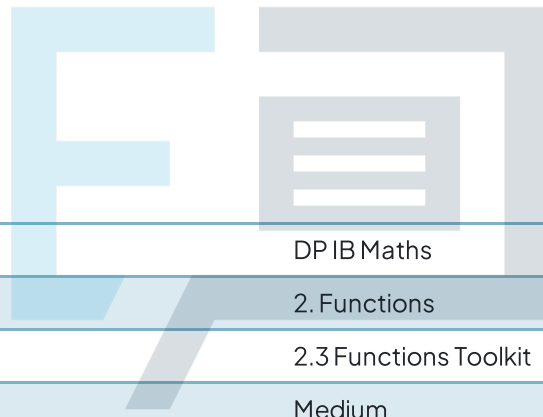 DP IB Maths
2. Functions
2.3 Functions Toolkit
Medium